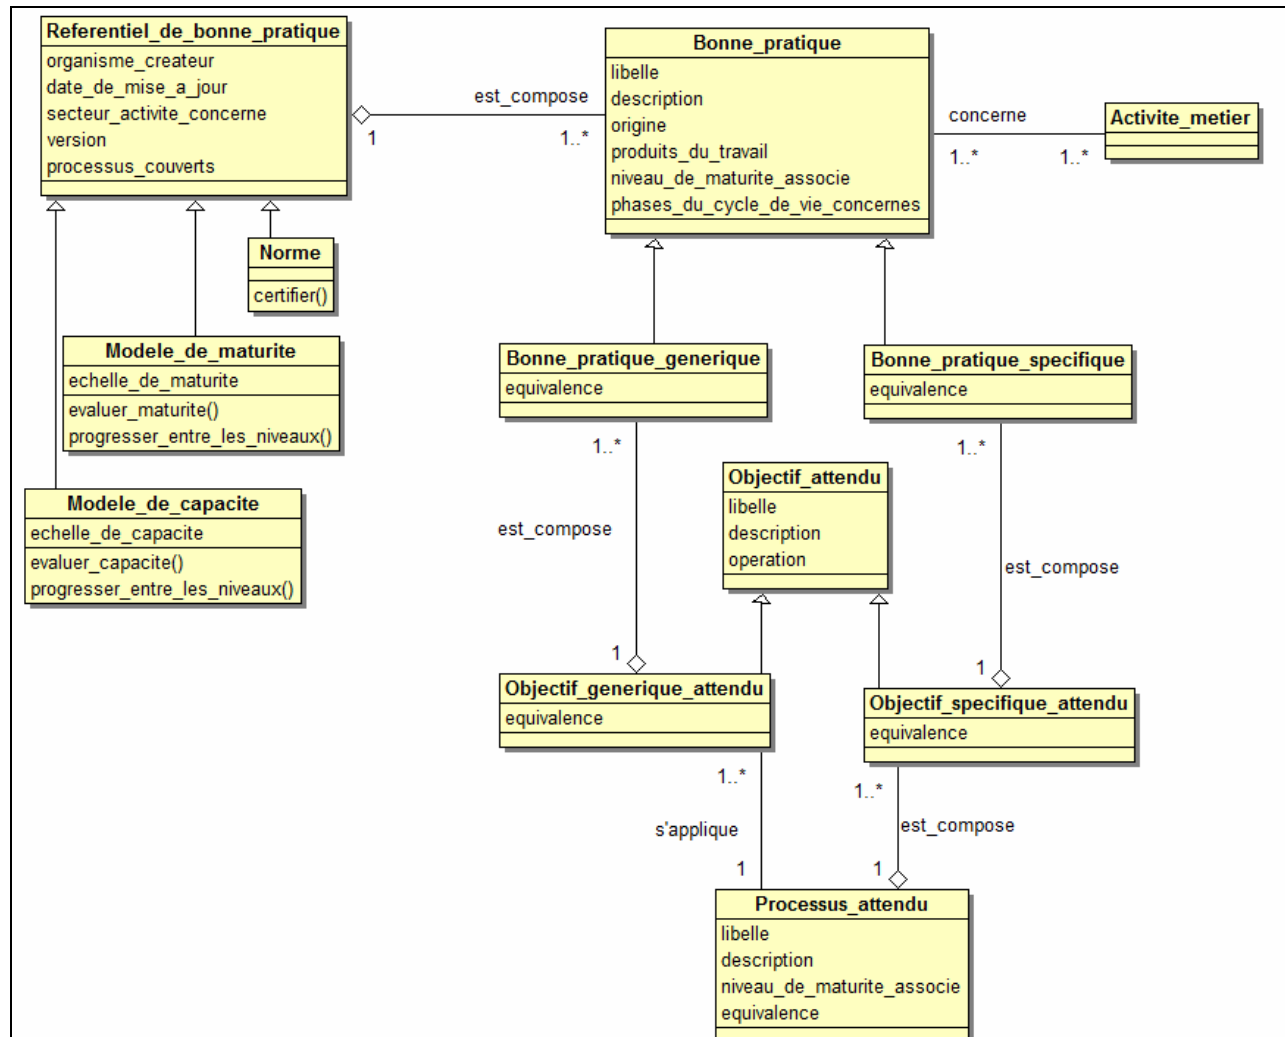 Réferentiel_de_bonne_pratique
organisme_createur
date_de_mise_a_jour
secteur_activite_concerne
version
processus_couverts
est_compose
1
1..*
Bonne_pratique
libelle
description
origine
produits_du_travail
niveau_de_maturite_associe
phases_du_cycle_de_vie_concernes
concerne
1..*
1..*
Activite_metier
Norme
certifier()
Modele_de_maturite
echelle_de_maturite
evaluer_maturite()
progresser_entre_les_niveaux()
Modele_de_capacite
echelle_de_capacite
evaluer_capacite()
progresser_entre_les_niveaux()
Bonne_pratique_generique
equivalence
Bonne_pratique_specifique
equivalence
1..*
1..*
Objectif_attendu
libelle
description
operation
est_compose
est_compose
1
1
Objectif_generique_attendu
equivalence
Objectif_specifique_attendu
equivalence
1..*
1..*
s'applique
est_compose
1
1
Processus_attendu
libelle
description
niveau_de_maturite_associe
equivalence